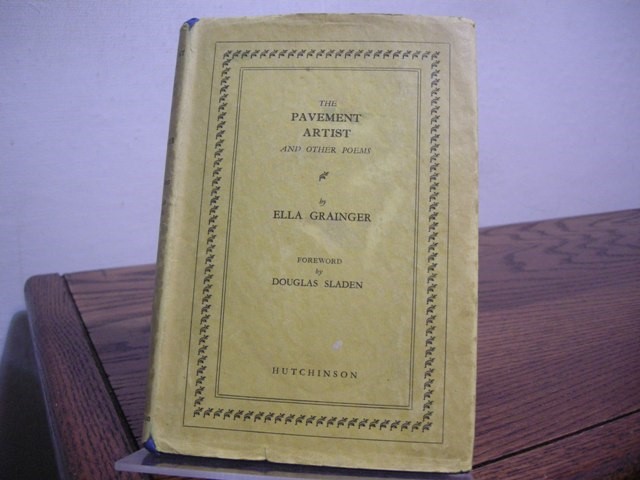 THE
PAVEMENT
ARTIST
AND OTHER POEMS
by
ELLA GRAINGER
FOREWORD
by
DOUGLAS SLADEN
HUTCHINSON